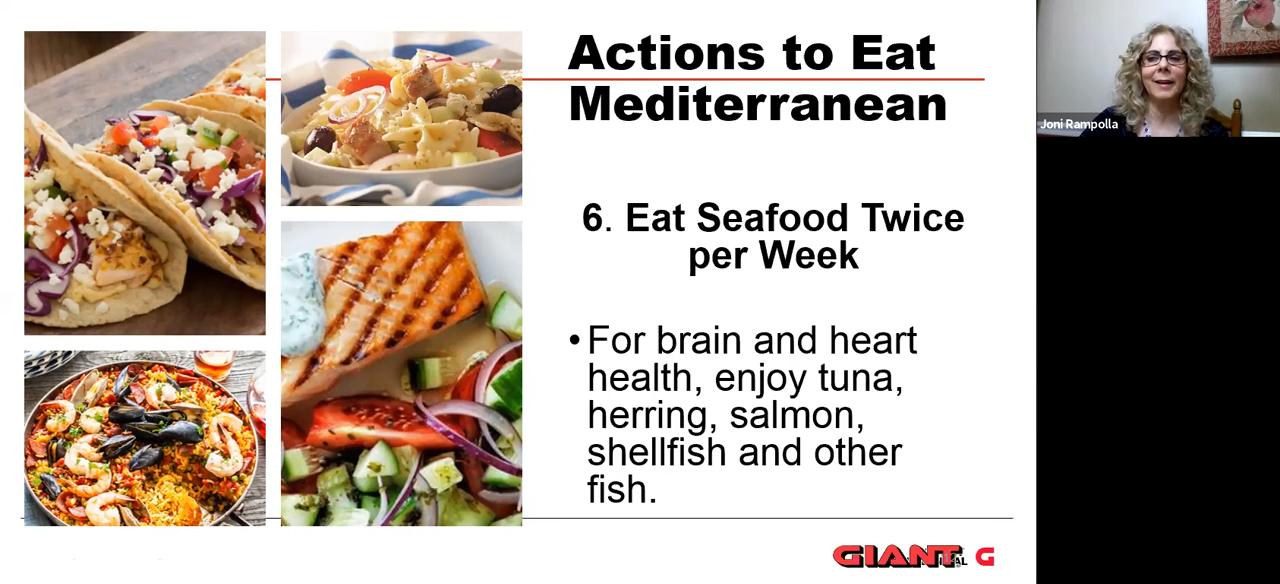 Actions to Eat
Mediterranean
Joni Rampolla
6. Eat Seafood Twice
per Week
• For brain and heart
health, enjoy tuna,
herring, salmon,
shellfish and other
fish.
GIANT G